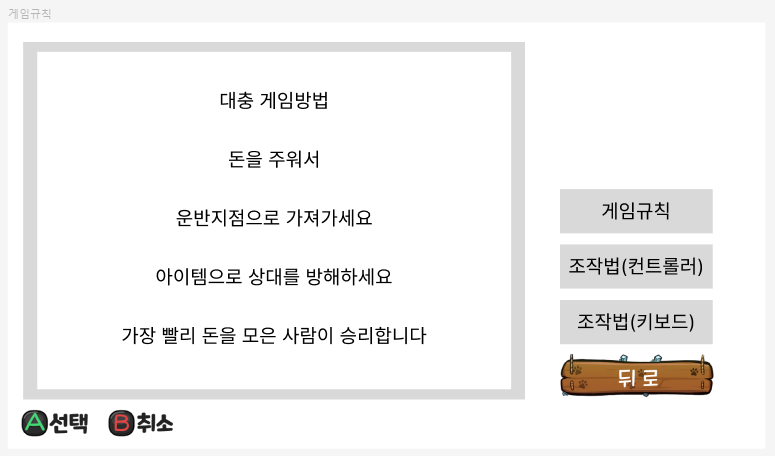 게임규칙
대충 게임방법
돈을 주워서
운반지점으로 가져가세요
아이템으로 상대를 방해하세요
가장 빨리 돈을 모은 사람이 승리합니다
게임규칙
조작법(컨트롤러)
조작법(키보드)
뒤로
A 선택 B 취소